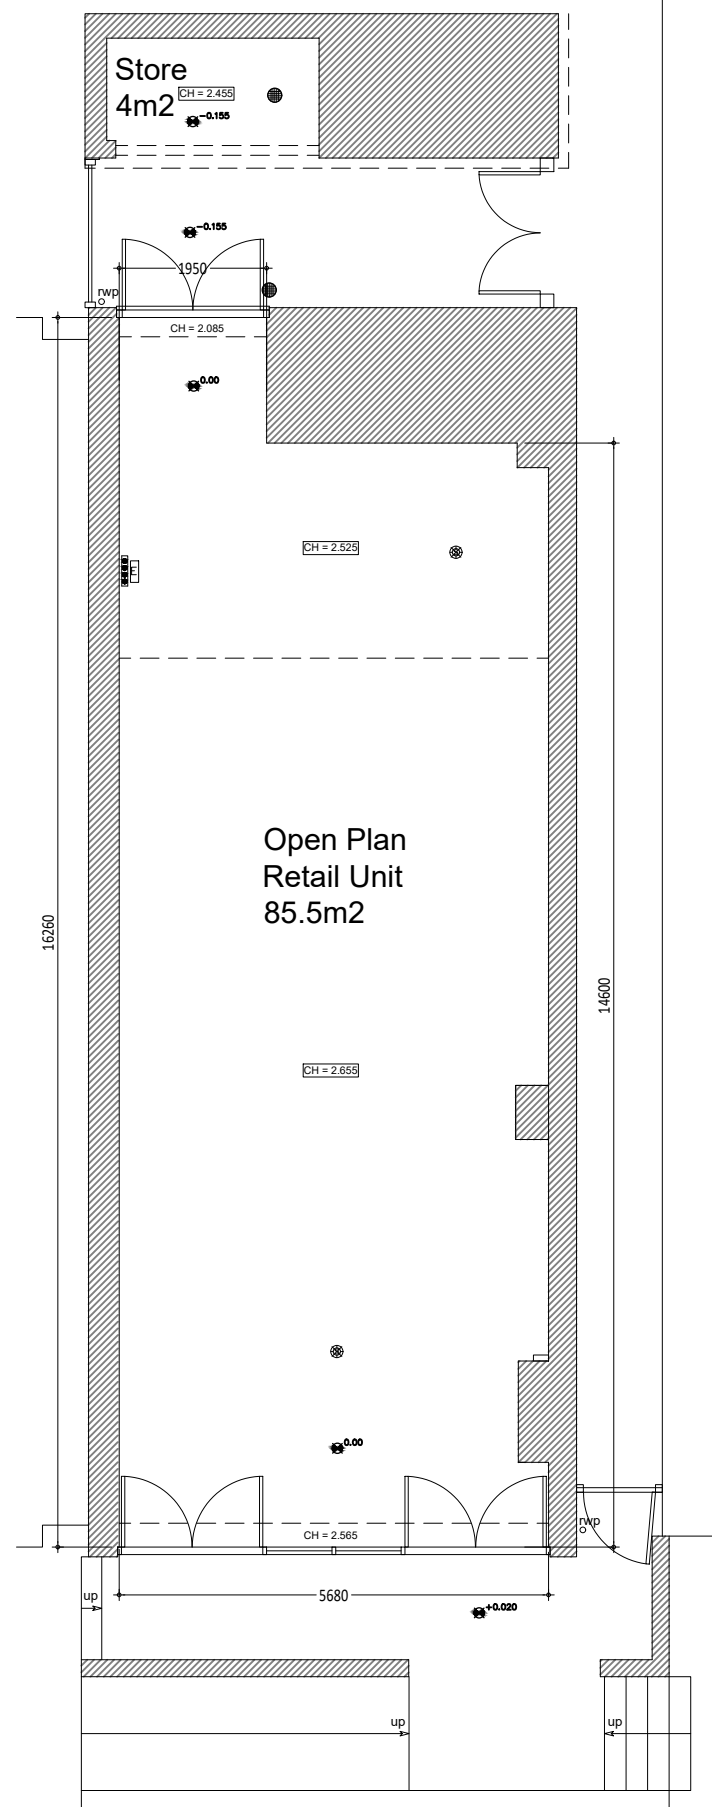 Store
4m2
CH = 2.455
-0.155
-0.155
1950
rwp
CH = 2.085
0.00
CH = 2.525
E
Open Plan
Retail Unit
85.5m2
16260
14600
CH = 2.655
0.00
CH = 2.565
rwp
5680
up
+0.020
up
up